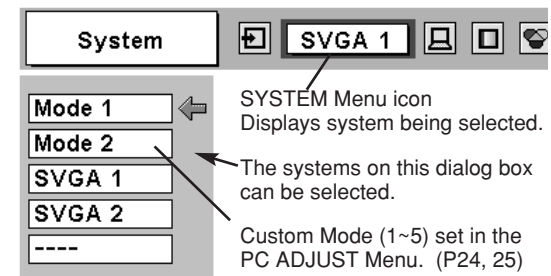 System
SVGA 1
SYSTEM Menu icon
Displays system being selected.
Mode 1
Mode 2
SVGA 1
SVGA 2
----
The systems on this dialog box
can be selected.
Custom Mode (1~5) set in the
PC ADJUST Menu. (P24, 25)